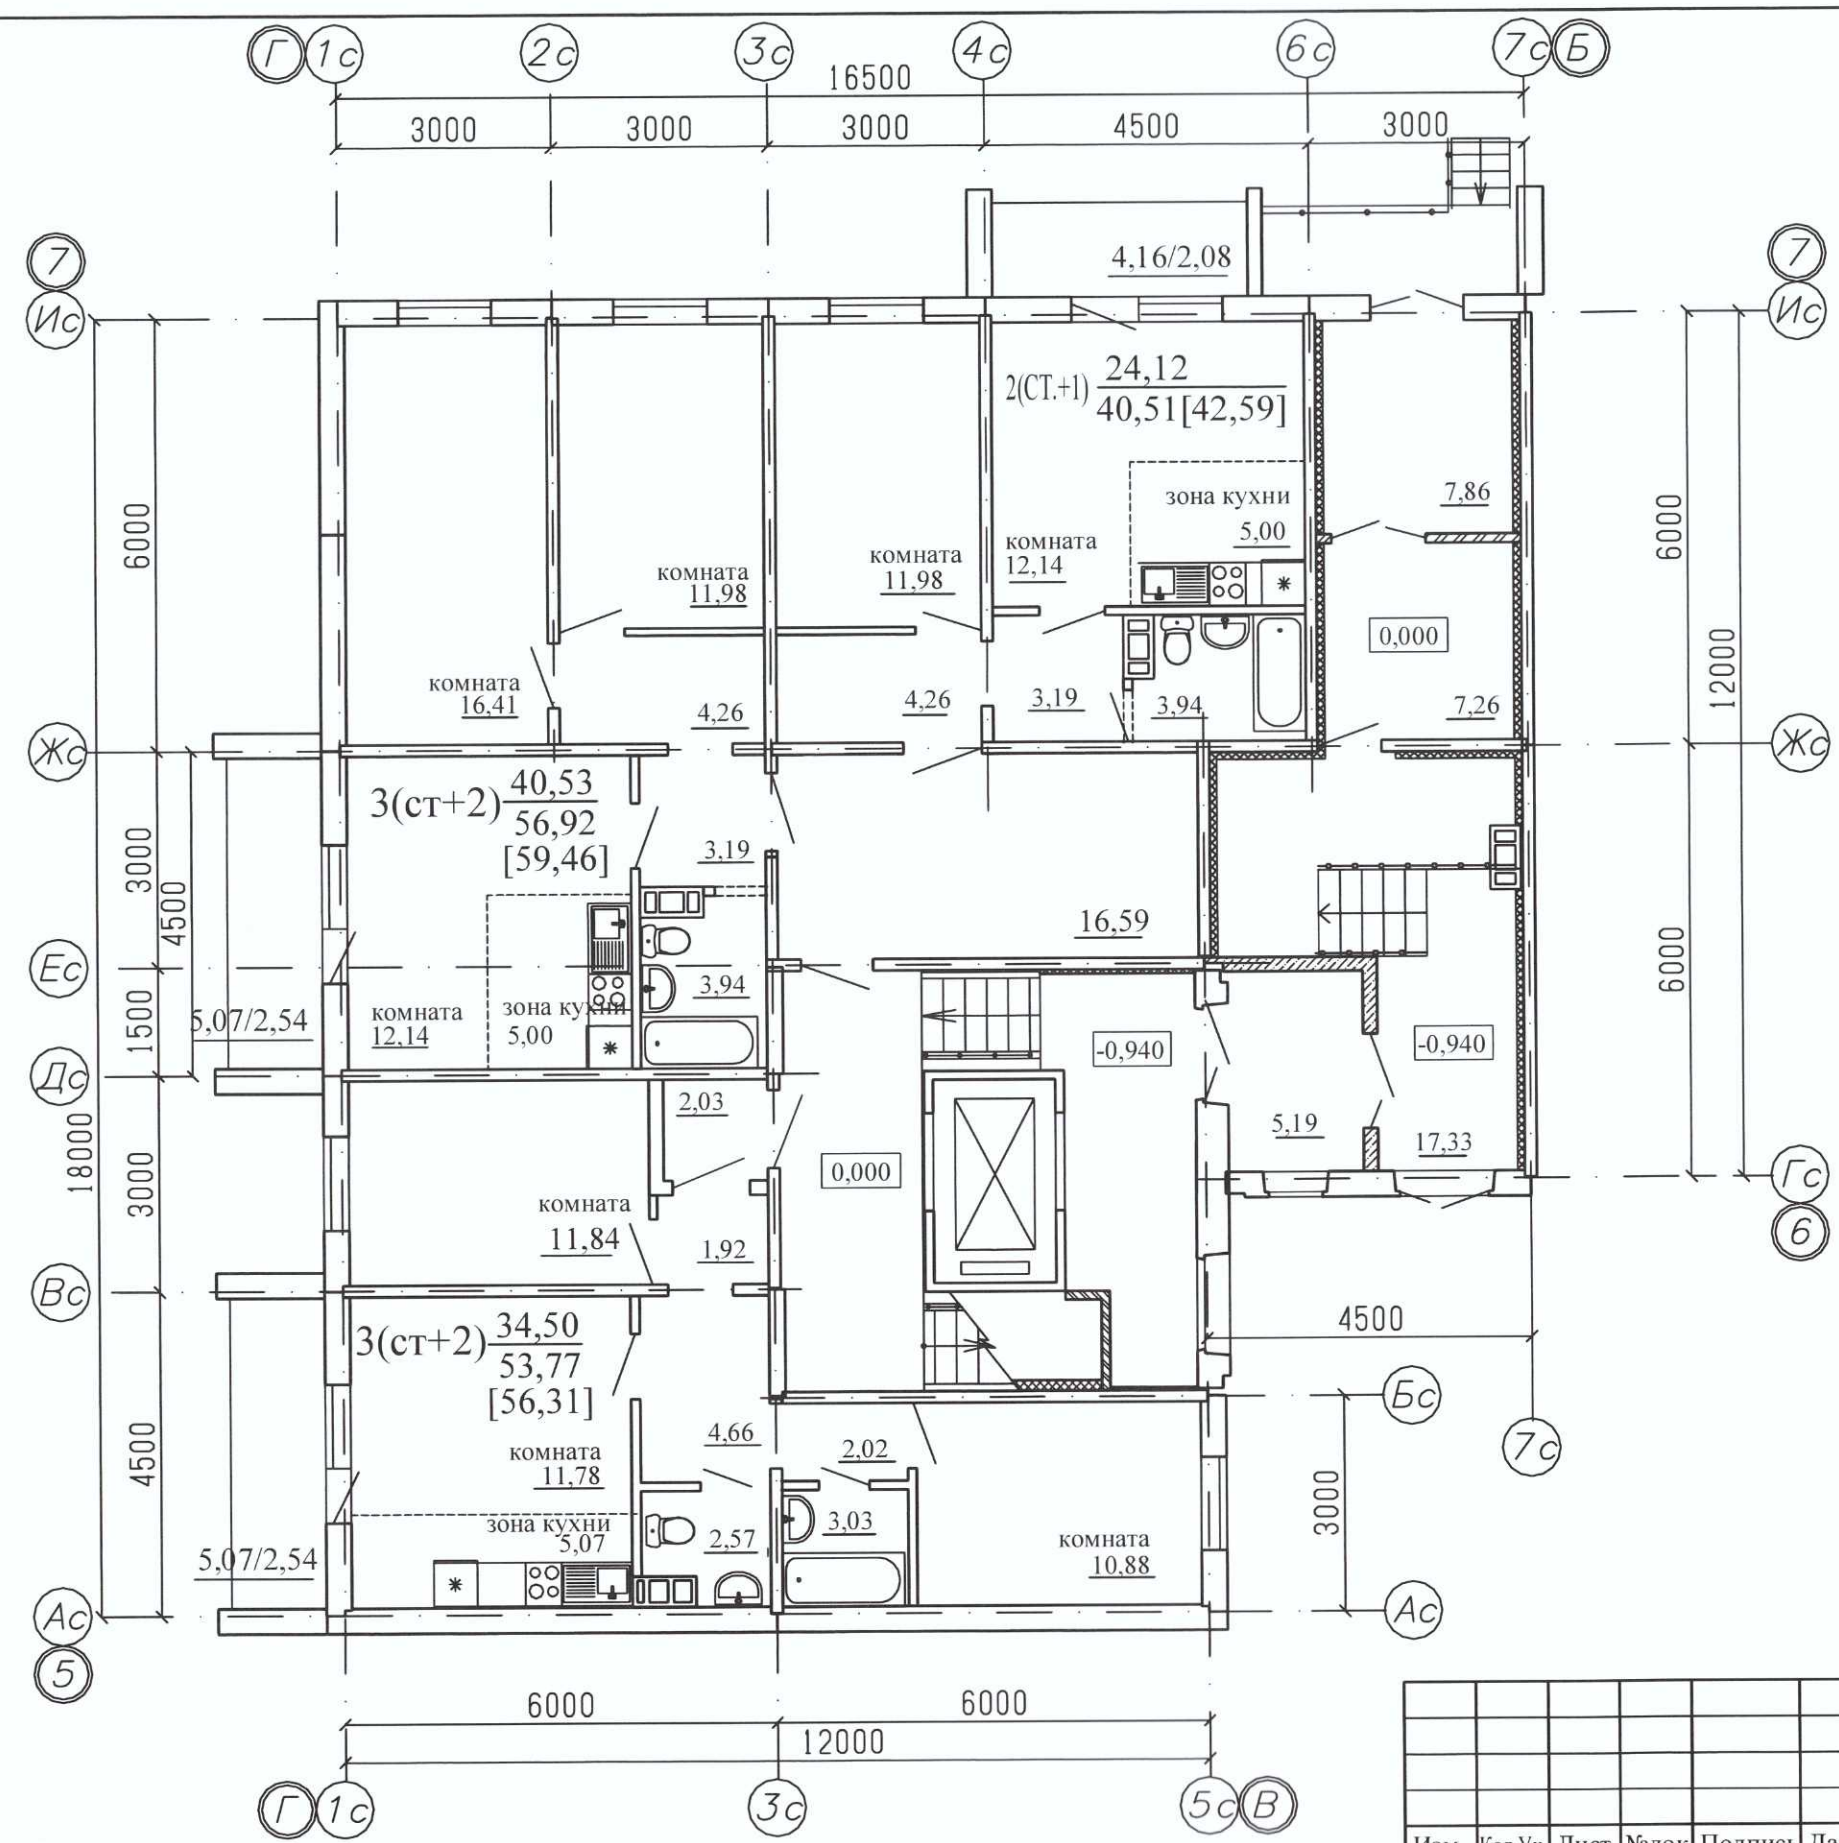 Г 1с 2с 3с 4с 6с 7с Б
16500
3000 3000 3000 4500 3000
7 7
4,16/2,08
Ис Ис
2(СТ.+1) 24,12
40,51[42,59]
зона кухни
7,86
5,00
6000 6000
комната
12,14
комната
11,98
комната
11,98
*
0,000
12000
комната
16,41
4,26 4,26 3,19 3,94 7,26
Жс Жс
3(ст+2) 40,53
56,92
[59,46]
3,19
3000
4500
16,59
6000
Ес
3,94
1500
5,07/2,54
комната
12,14
зона кухни
5,00
*
-0,940 -0,940
Дс
2,03
18000
5,19 17,33
0,000
3000
Гс
6
комната
11,84
1,92
Вс
3(ст+2) 34,50
53,77
[56,31]
4500
Бс
4,66 2,02
7с
4500
комната
11,78
3000
зона кухни
5,07
2,57 3,03
комната
10,88
5,07/2,54
*
Ас Ас
5
6000 6000
12000
Г 1с 3с 5с В
Изм. Кол.Уч Лист №док Подпись Да